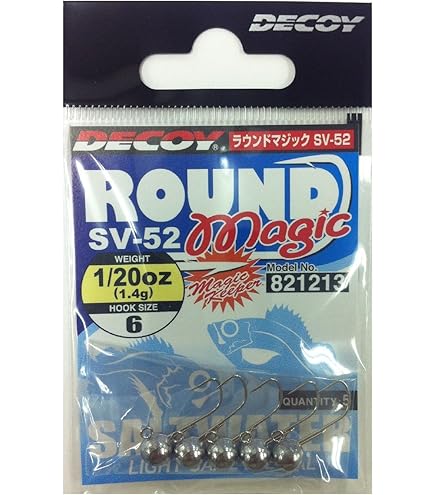 DECOY
DECOY® ラウンドマジック SV-52
ROUND
Magic
SV-52
WEIGHT
1/20oz
(1.4g)
HOOK SIZE
6
Magic Keeper
Model No.
821213
QUANTITY 5
SALTWATER
LIGHT